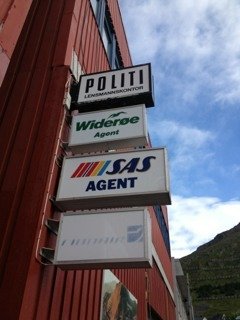 POLITI
LENSMANNSKONTOR
Widerøe
Agent
SAS
AGENT